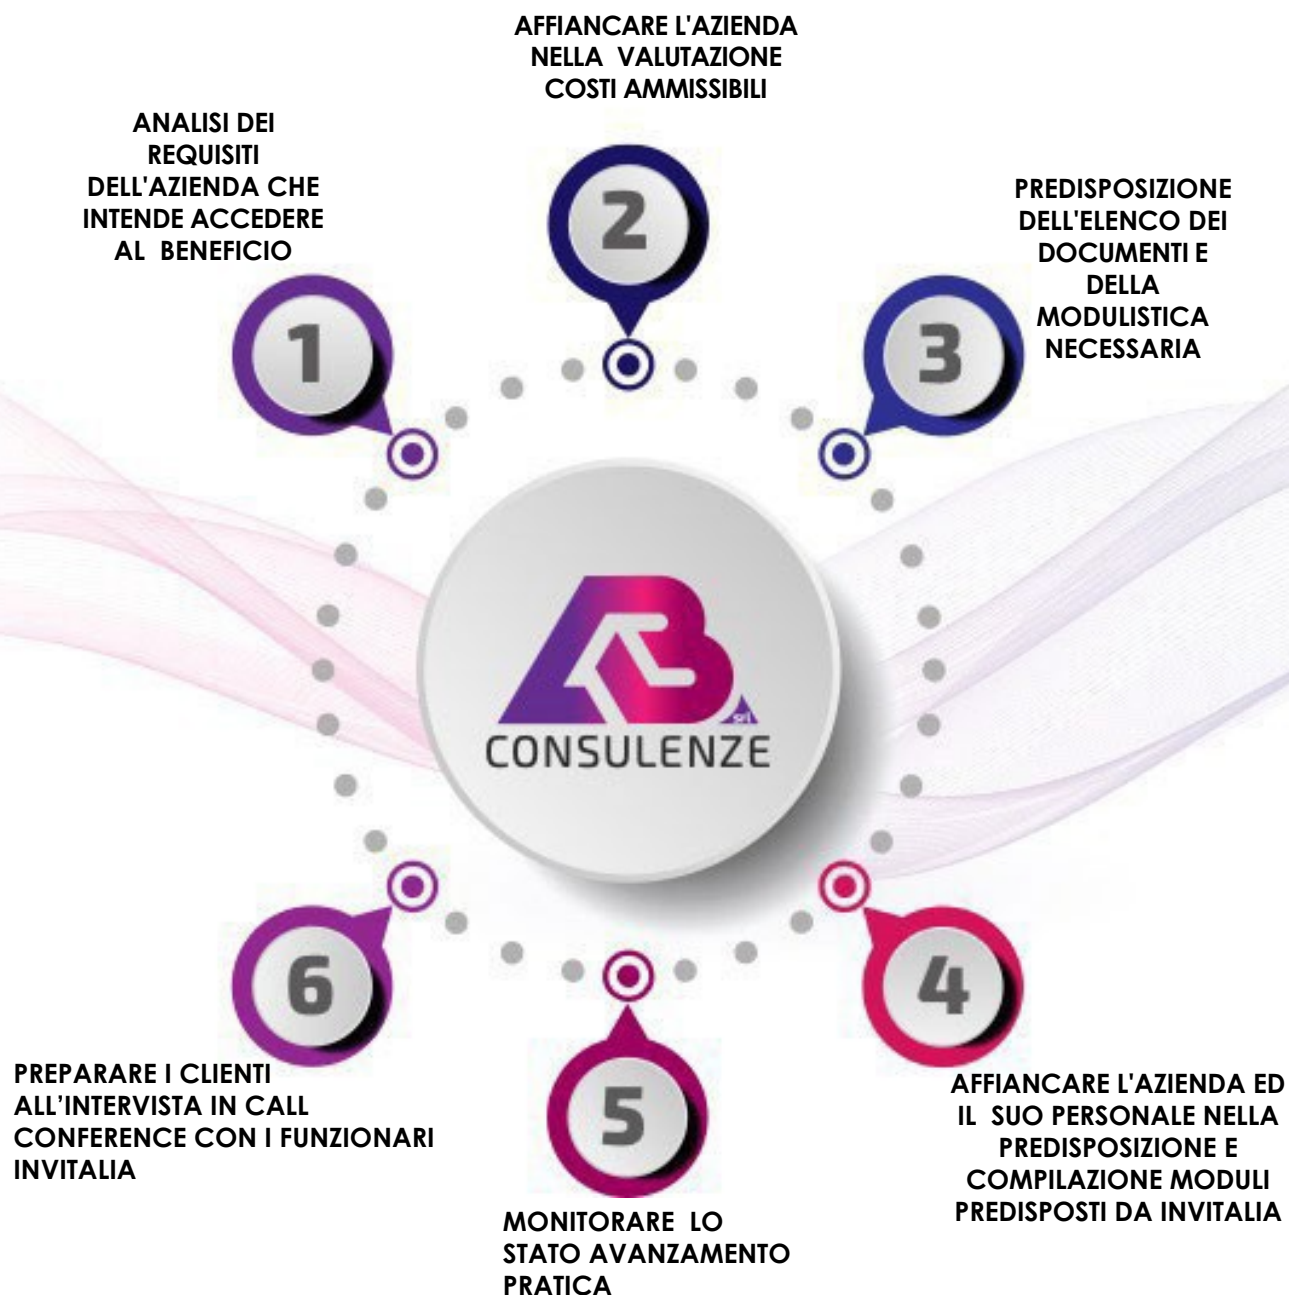 ANALISI DEI
REQUISITI
DELL'AZIENDA CHE
INTENDE ACCEDERE
AL BENEFICIO
1
AFFIANCARE L'AZIENDA
NELLA VALUTAZIONE
COSTI AMMISSIBILI
2
PREDISPOSIZIONE
DELL'ELENCO DEI
DOCUMENTI E
DELLA
MODULISTICA
NECESSARIA
3
AB
srl
CONSULENZE
4
AFFIANCARE L'AZIENDA ED
IL SUO PERSONALE NELLA
PREDISPOSIZIONE E
COMPILAZIONE MODULI
PREDISPOSTI DA INVITALIA
5
MONITORARE LO
STATO AVANZAMENTO
PRATICA
6
PREPARARE I CLIENTI
ALL’INTERVISTA IN CALL
CONFERENCE CON I FUNZIONARI
INVITALIA